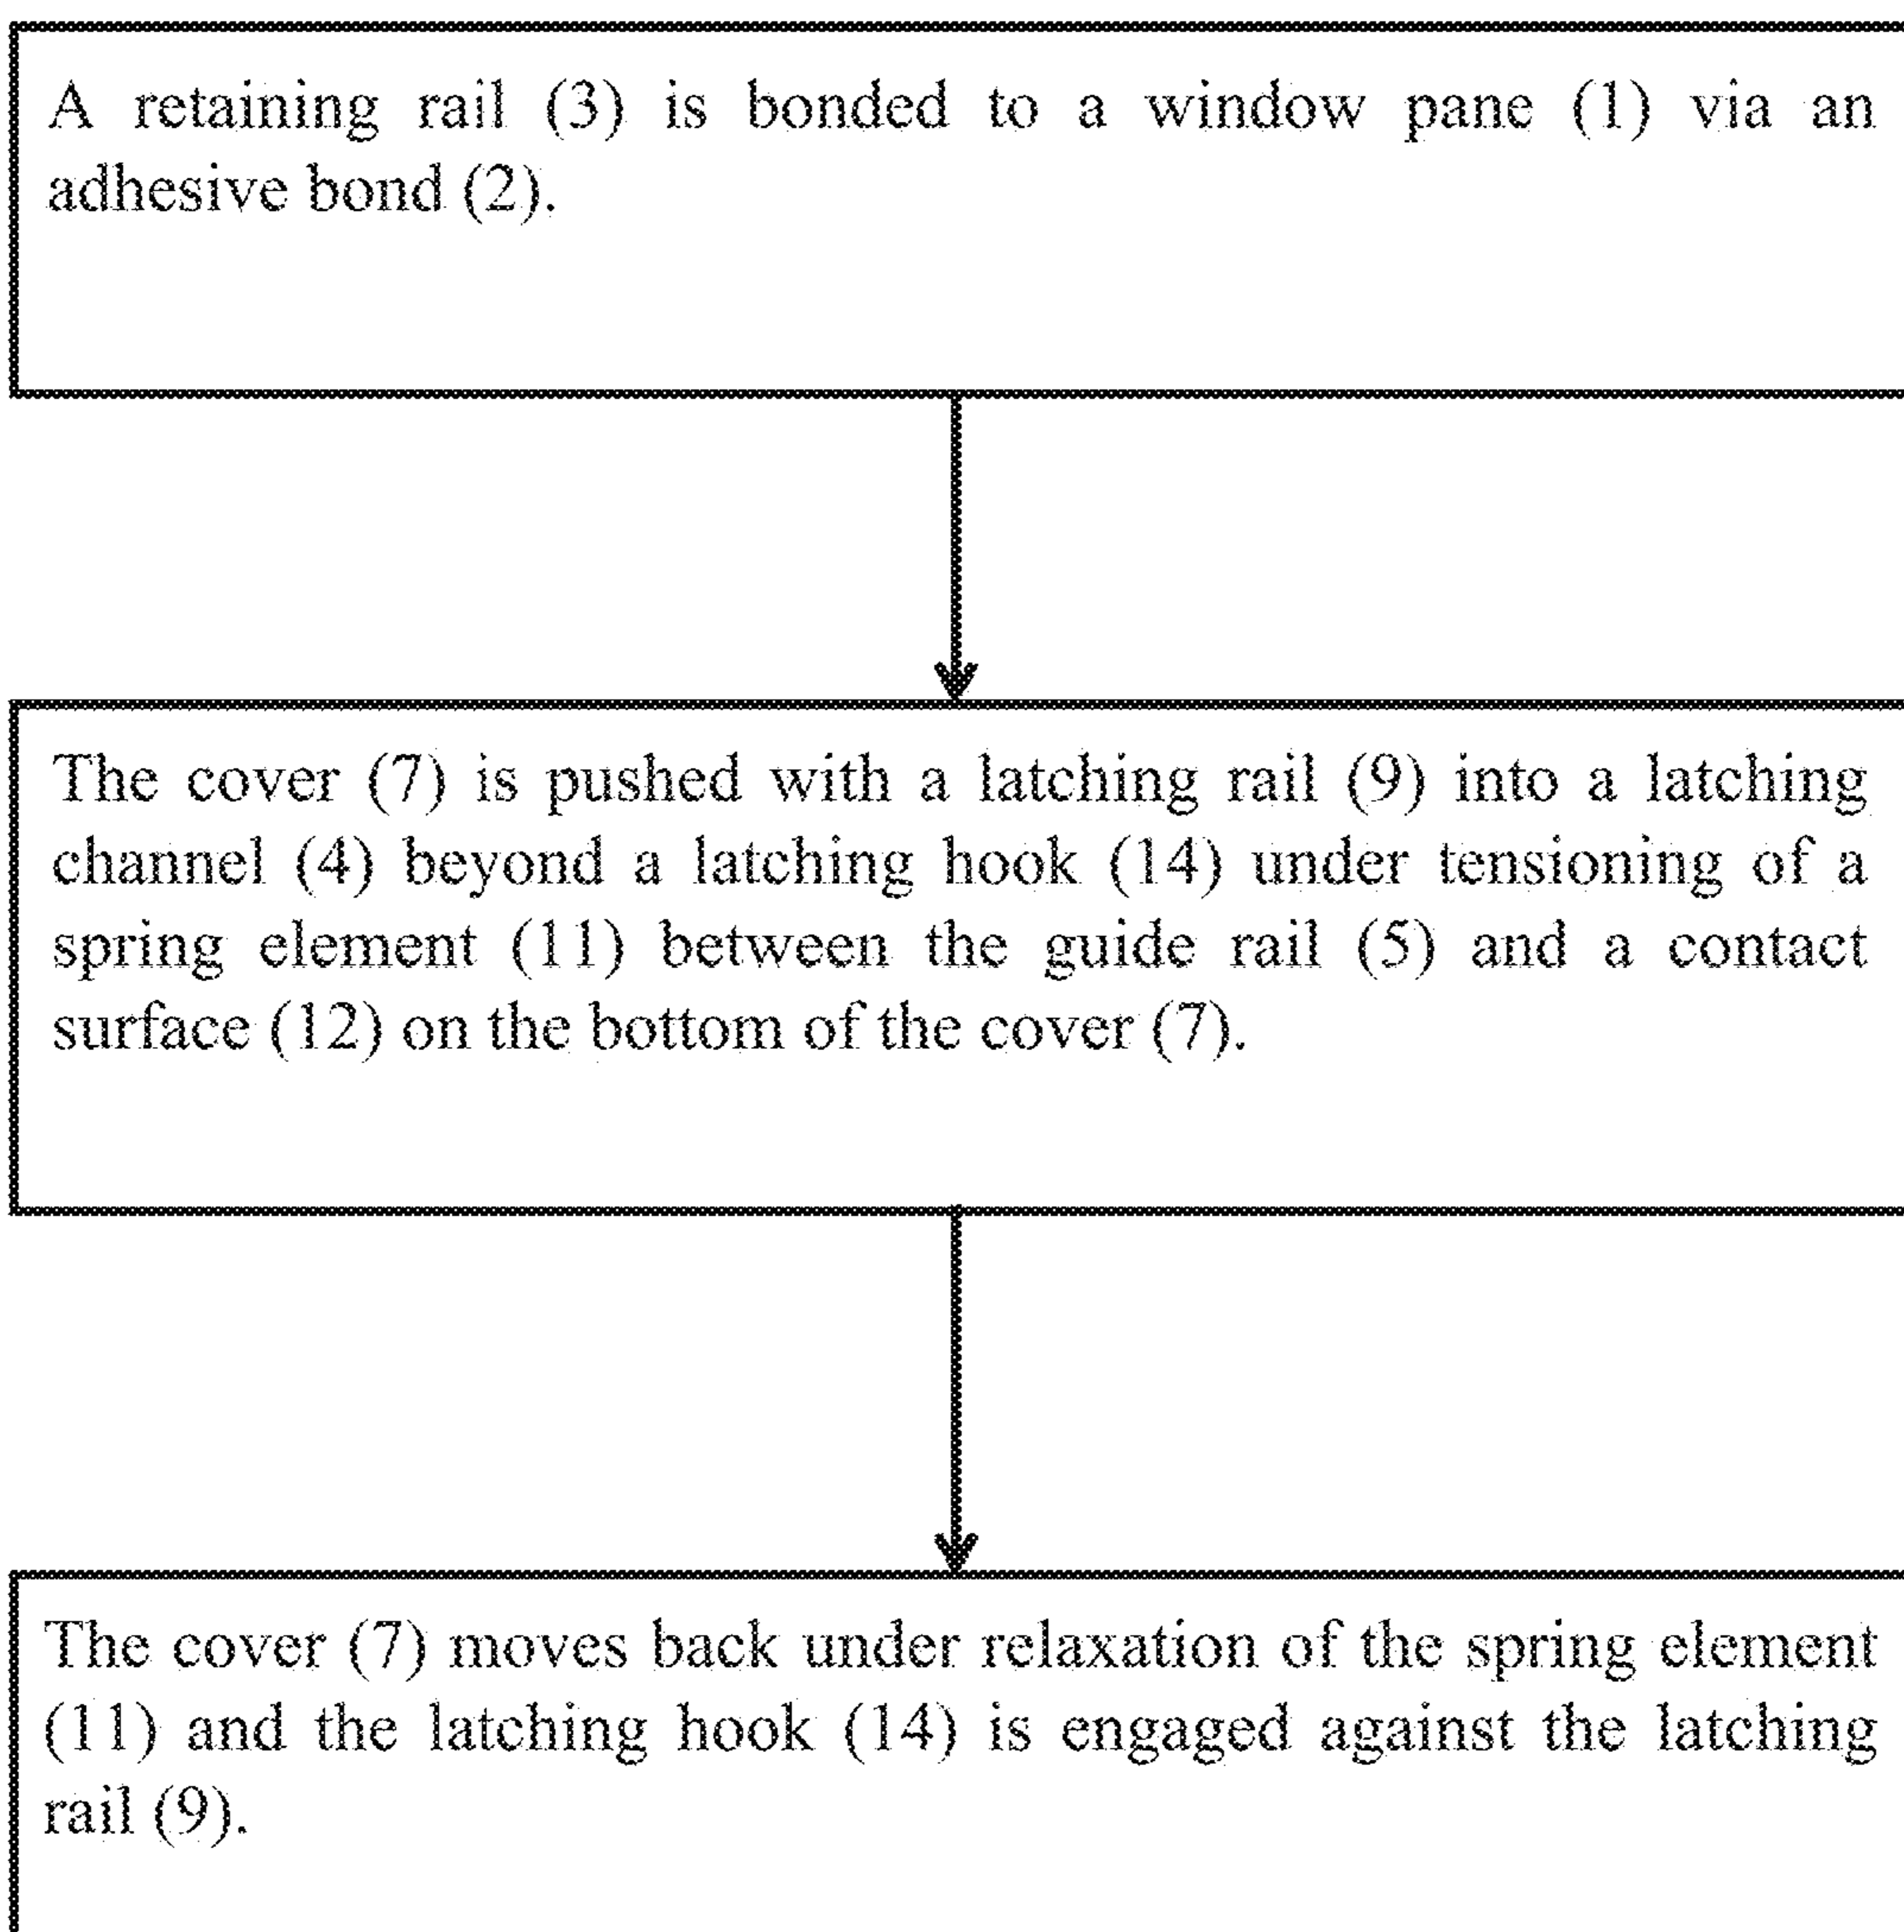 A retaining rail (3) is bonded to a window pane (1) via an
adhesive bond (2).
The cover (7) is pushed with a latching rail (9) into a latching
channel (4) beyond a latching hook (14) under tensioning of a
spring element (11) between the guide rail (5) and a contact
surface (12) on the bottom of the cover (7).
The cover (7) moves back under relaxation of the spring element
(11) and the latching hook (14) is engaged against the latching
rail (9).